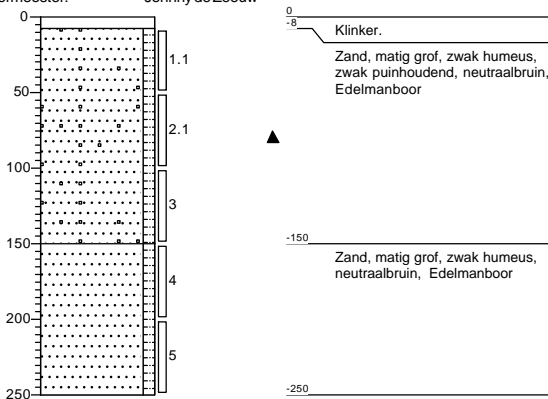 Johnny de Zeeuw
0
50
100
150
200
250
1.1
2.1
3
4
5
0
-8
Klinker.
Zand, matig grof, zwak humeus,
zwak puinhoudend, neutraalbruin,
Edelmanboor
-150
Zand, matig grof, zwak humeus,
neutraalbruin, Edelmanboor
-250